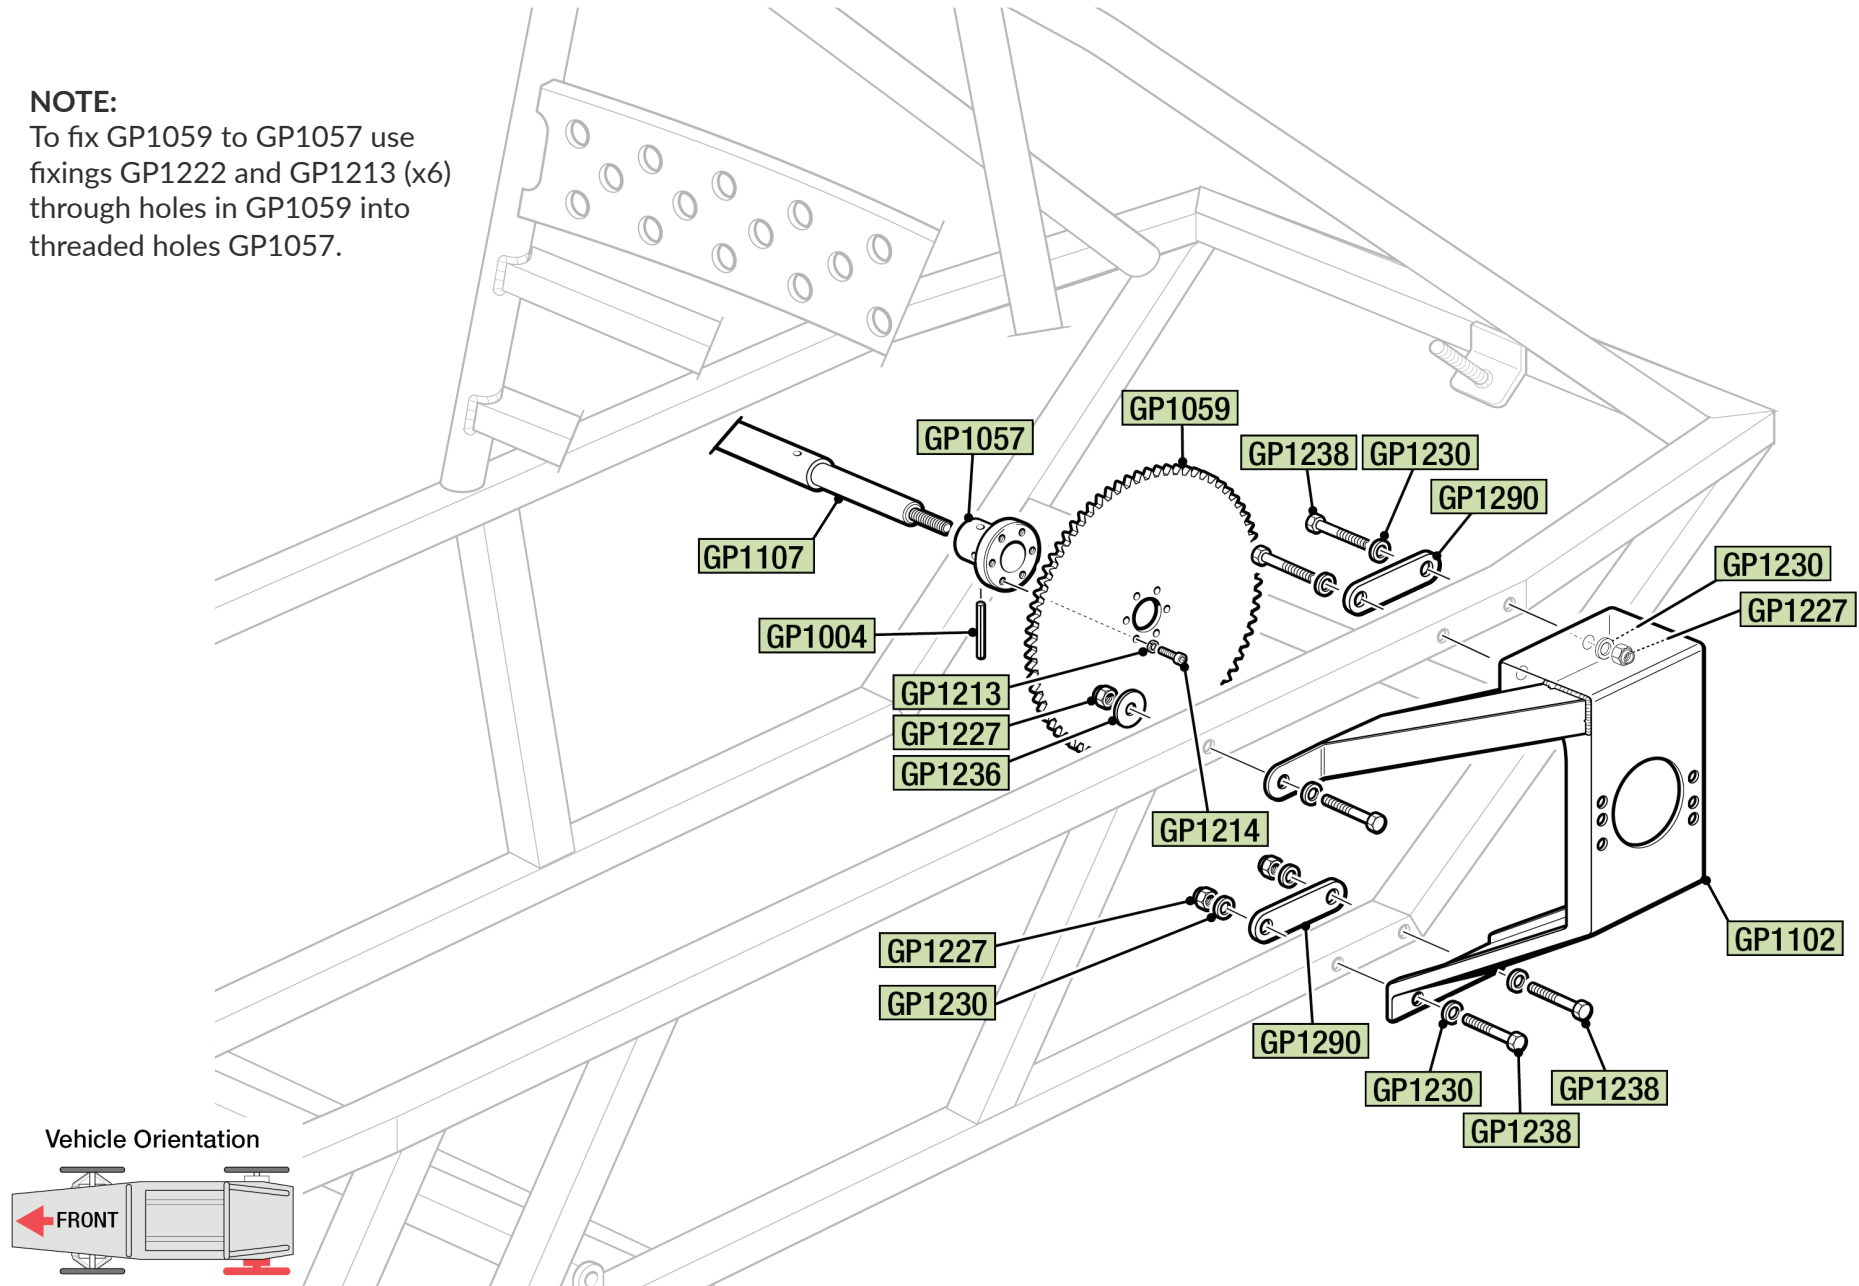 NOTE:
To fix GP1059 to GP1057 use
fixings GP1222 and GP1213 (x6)
through holes in GP1059 into
threaded holes GP1057.
GP1059
GP1057
GP1238
GP1230
GP1290
GP1107
GP1230
GP1227
GP1004
GP1213
GP1227
GP1236
GP1214
GP1227
GP1230
GP1102
GP1290
GP1230
GP1238
GP1238
Vehicle Orientation
FRONT